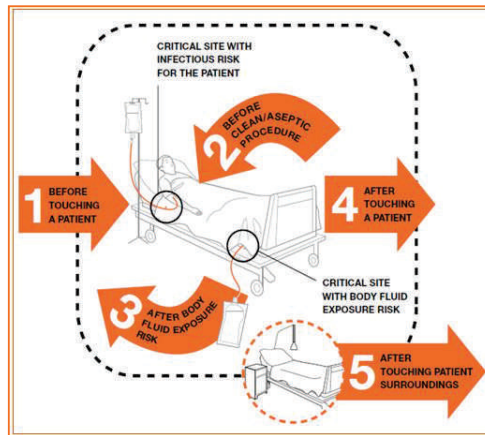 CRITICAL SITE WITH
INFECTIOUS RISK
FOR THE PATIENT
2 BEFORE
CLEAN/ASEPTIC
PROCEDURE
1 BEFORE
TOUCHING
A PATIENT
4 AFTER
TOUCHING
A PATIENT
3 AFTER BODY
FLUID EXPOSURE
RISK
CRITICAL SITE
WITH BODY FLUID
EXPOSURE RISK
5 AFTER
TOUCHING PATIENT
SURROUNDINGS